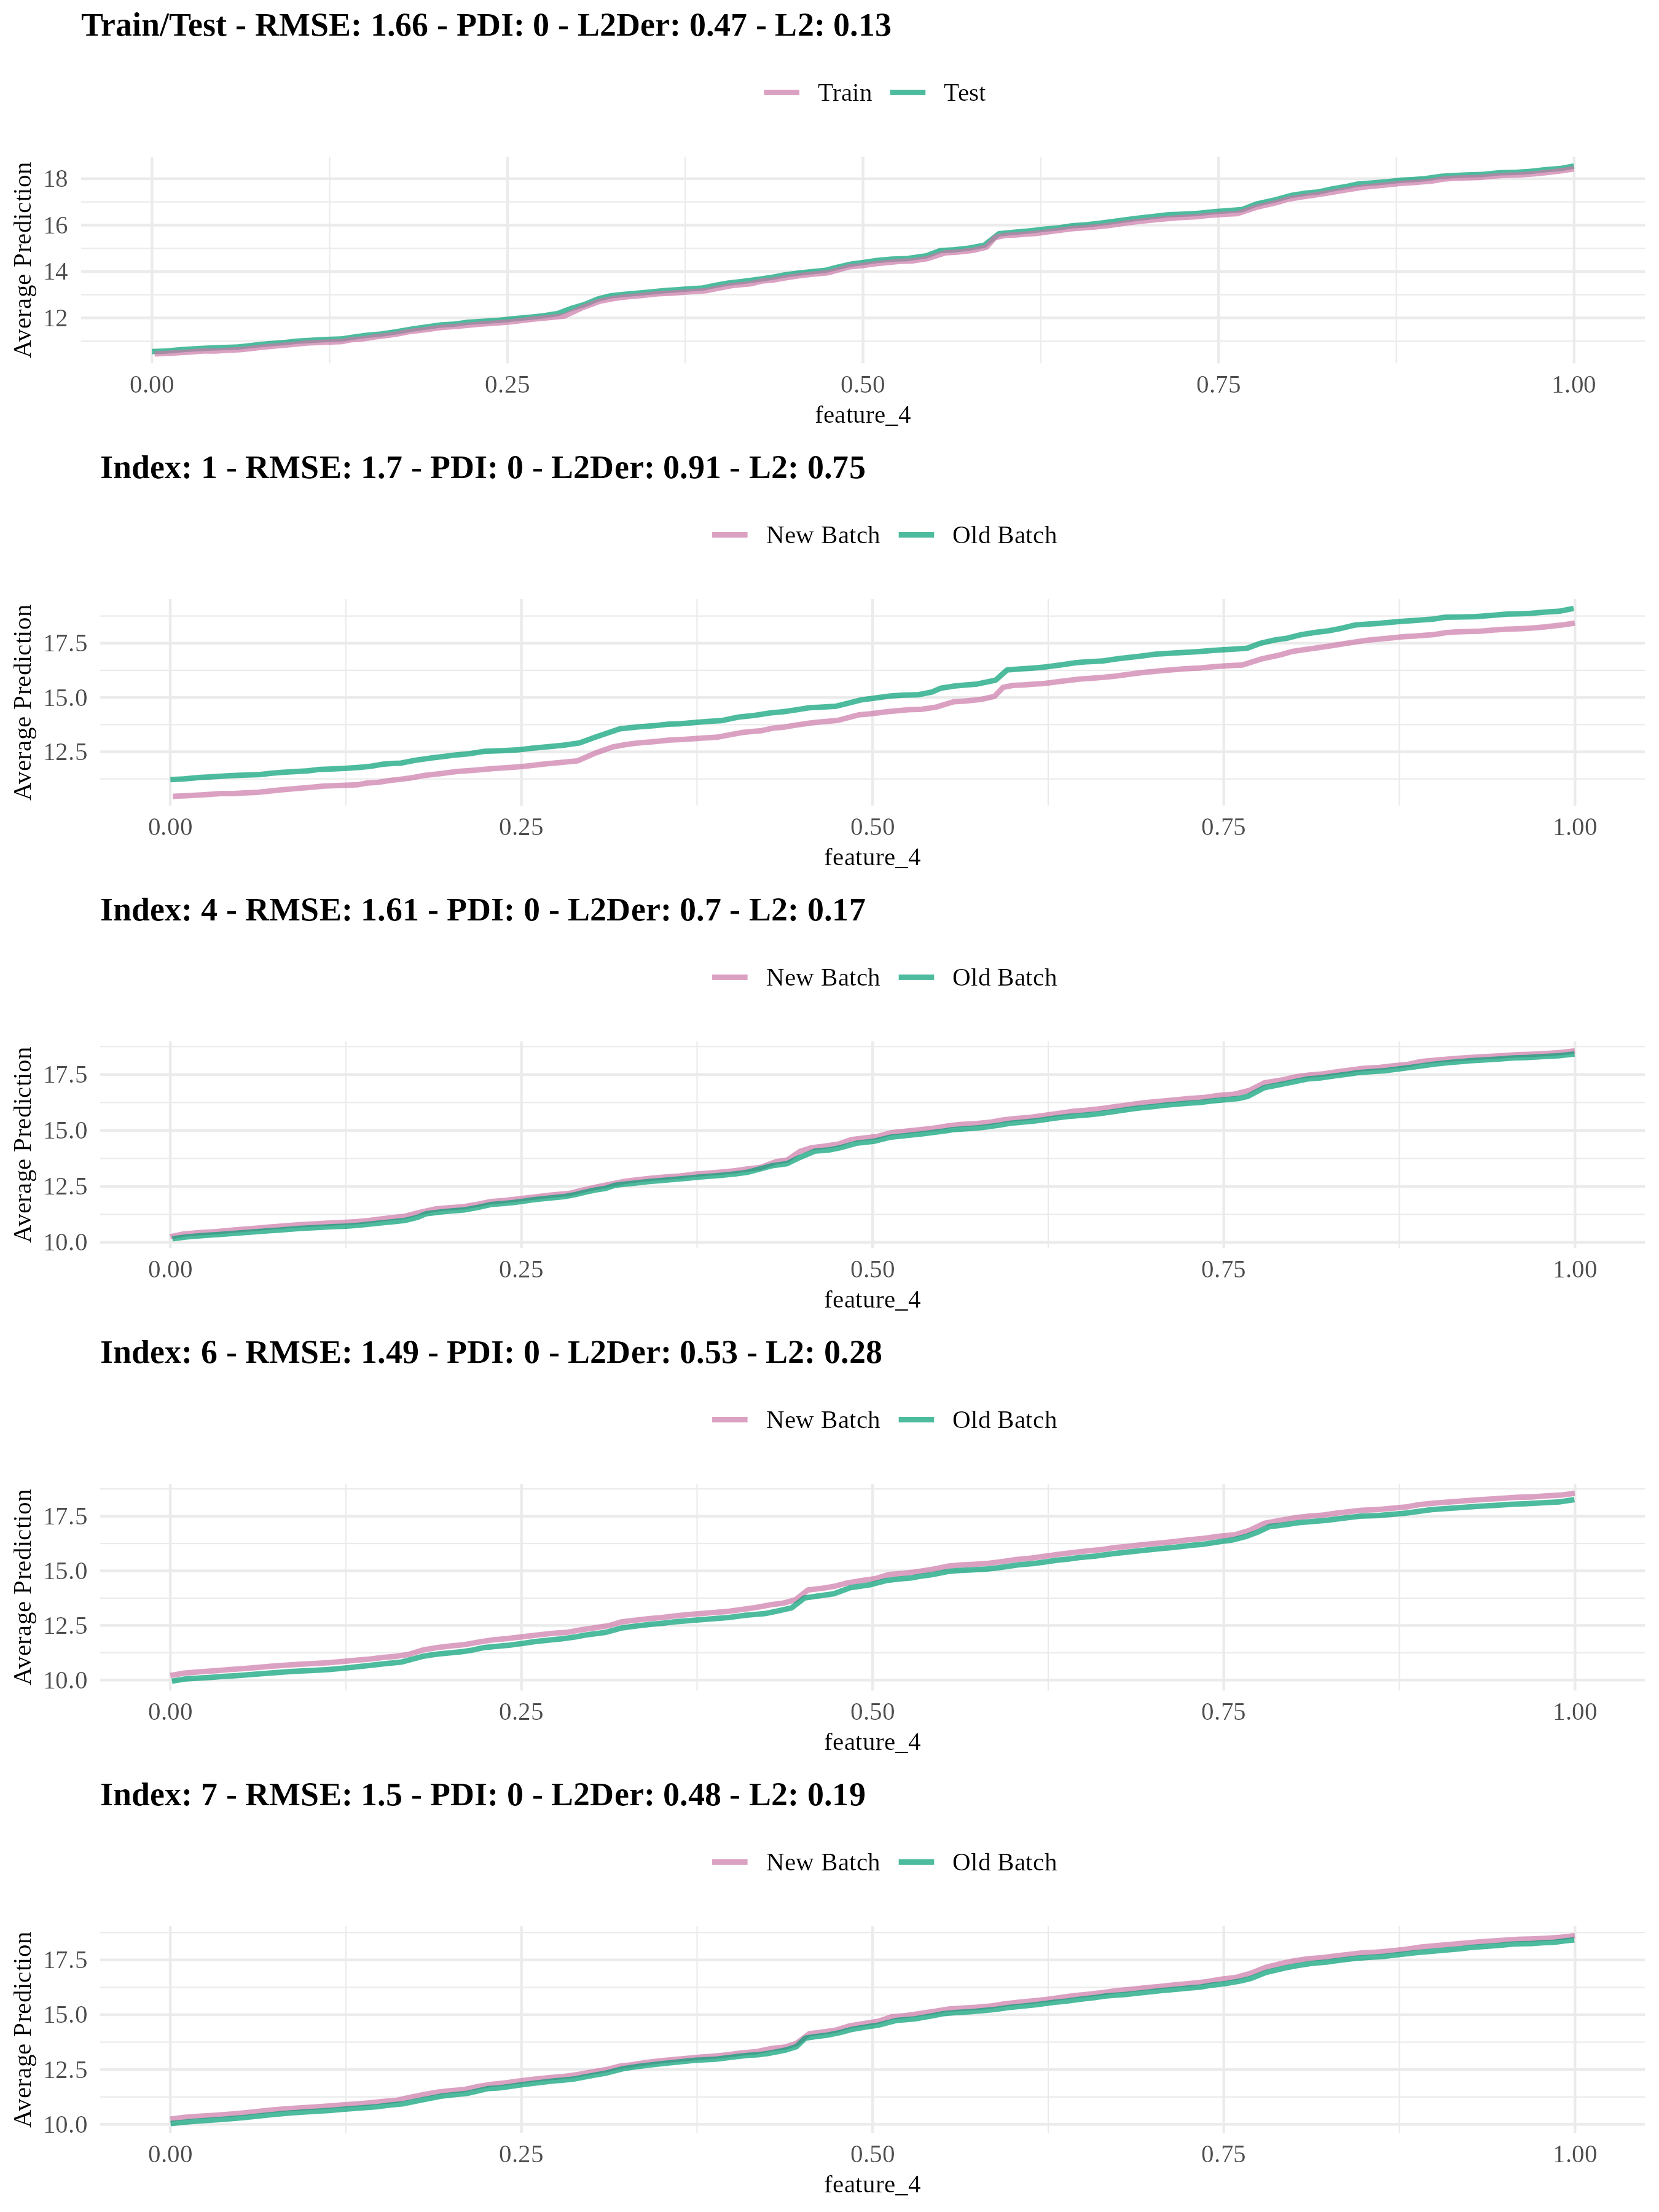 Train/Test - RMSE: 1.66 - PDI: 0 - L2Der: 0.47 - L2: 0.13
Train Test
Average Prediction
18
16
14
12
0.00 0.25 0.50 0.75 1.00
feature_4
Index: 1 - RMSE: 1.7 - PDI: 0 - L2Der: 0.91 - L2: 0.75
New Batch Old Batch
Average Prediction
17.5
15.0
12.5
0.00 0.25 0.50 0.75 1.00
feature_4
Index: 4 - RMSE: 1.61 - PDI: 0 - L2Der: 0.7 - L2: 0.17
New Batch Old Batch
Average Prediction
17.5
15.0
12.5
10.0
0.00 0.25 0.50 0.75 1.00
feature_4
Index: 6 - RMSE: 1.49 - PDI: 0 - L2Der: 0.53 - L2: 0.28
New Batch Old Batch
Average Prediction
17.5
15.0
12.5
10.0
0.00 0.25 0.50 0.75 1.00
feature_4
Index: 7 - RMSE: 1.5 - PDI: 0 - L2Der: 0.48 - L2: 0.19
New Batch Old Batch
Average Prediction
17.5
15.0
12.5
10.0
0.00 0.25 0.50 0.75 1.00
feature_4